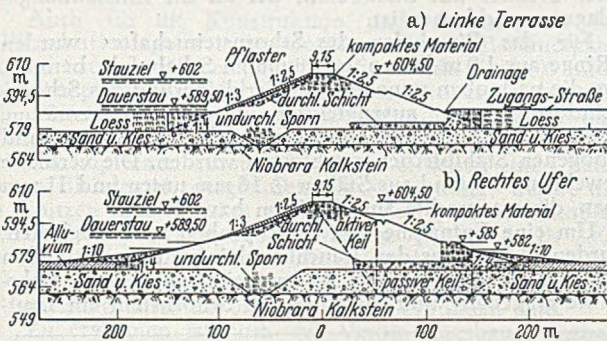 a) Linke Terrasse
m
610
594,5
579
564
Stauziel +602
Dauerstau +589,50
Loess
Sand u. Kies
Pflaster
1:3
1:2,5
9,15
kompaktes Material
1:2,5
+604,50
1:2,5
Drainage
Zugangs-Straße
durchl. Schicht
undurchl. Sporn
Loess
Sand u. Kies
Niobrara Kalkstein
b) Rechtes Ufer
610
594,5
579
564
549
m
Stauziel +602
Dauerstau +589,50
Allu-
vium
1:10
1:3
1:2,5
9,15
1:2,5
+604,50
kompaktes Material
durchl.
Schicht
aktiver
Keil
undurchl. Sporn
+585
+582
1:10
Sand u. Kies
passiver Keil
Sand u. Kies
Niobrara Kalkstein
200 100 0 100 200 m